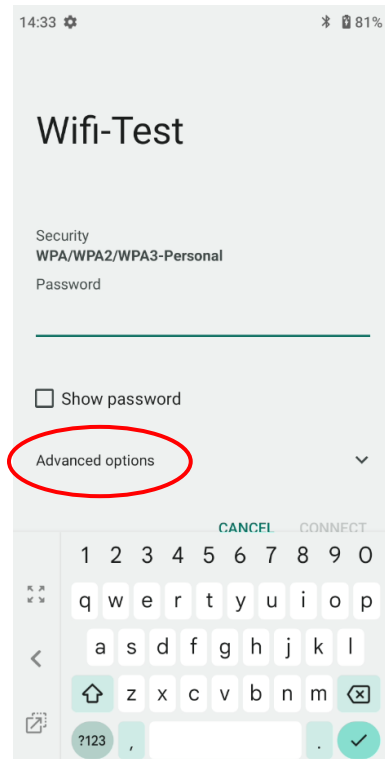 14:33 81%
Wifi-Test
Security
WPA/WPA2/WPA3-Personal
Password
Show password
Advanced options
CANCEL CONNECT
1 2 3 4 5 6 7 8 9 0
q w e r t y u i o p
a s d f g h j k l
z x c v b n m
?123 , .